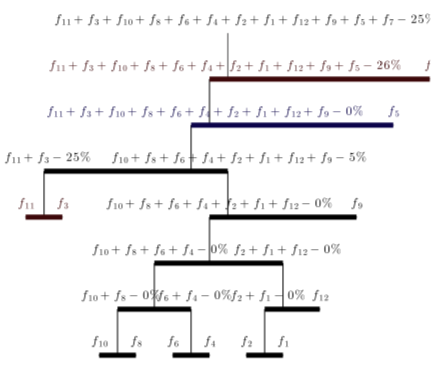 f11 + f3 + f10 + f8 + f6 + f4 + f2 + f1 + f12 + f9 + f5 + f7 − 25%
f11 + f3 + f10 + f8 + f6 + f4 + f2 + f1 + f12 + f9 + f5 − 26%
f11 + f3 + f10 + f8 + f6 + f4 + f2 + f1 + f12 + f9 − 0% f5
f11 + f3 − 25% f10 + f8 + f6 + f4 + f2 + f1 + f12 + f9 − 5%
f11 f3 f10 + f8 + f6 + f4 + f2 + f1 + f12 − 0% f9
f10 + f8 + f6 + f4 − 0% f2 + f1 + f12 − 0%
f10 + f8 − 0% f6 + f4 − 0% f2 + f1 − 0% f12
f10 f8 f6 f4 f2 f1